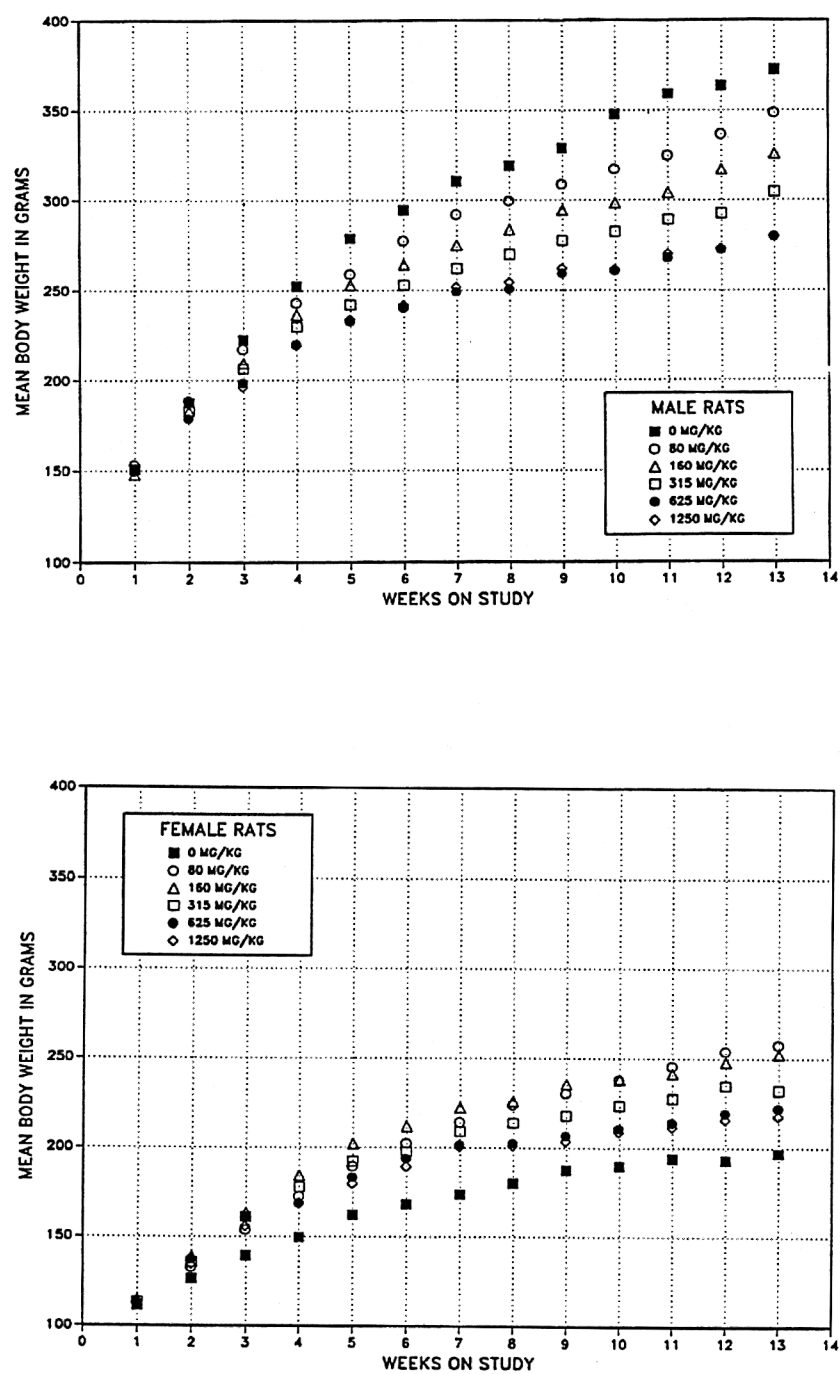 400
350
300
250
200
150
100
MEAN BODY WEIGHT IN GRAMS
MALE RATS
0 MG/KG
80 MG/KG
160 MG/KG
315 MG/KG
625 MG/KG
1250 MG/KG
0 1 2 3 4 5 6 7 8 9 10 11 12 13 14
WEEKS ON STUDY
400
350
300
250
200
150
100
MEAN BODY WEIGHT IN GRAMS
FEMALE RATS
0 MG/KG
80 MG/KG
160 MG/KG
315 MG/KG
625 MG/KG
1250 MG/KG
0 1 2 3 4 5 6 7 8 9 10 11 12 13 14
WEEKS ON STUDY